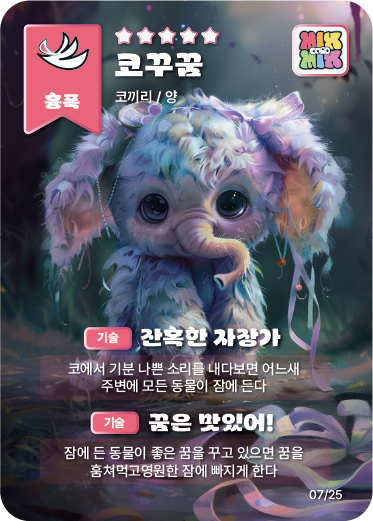 코꾸꿈
MIX
MIX
흉폭
코끼리 / 양
기술 잔혹한 자장가
코에서 기분 나쁜 소리를 내다보면 어느새
주변에 모든 동물이 잠에 든다
기술 꿈은 맛있어!
잠에 든 동물이 좋은 꿈을 꾸고 있으면 꿈을
훔쳐먹고영원한 잠에 빠지게 한다
07/25